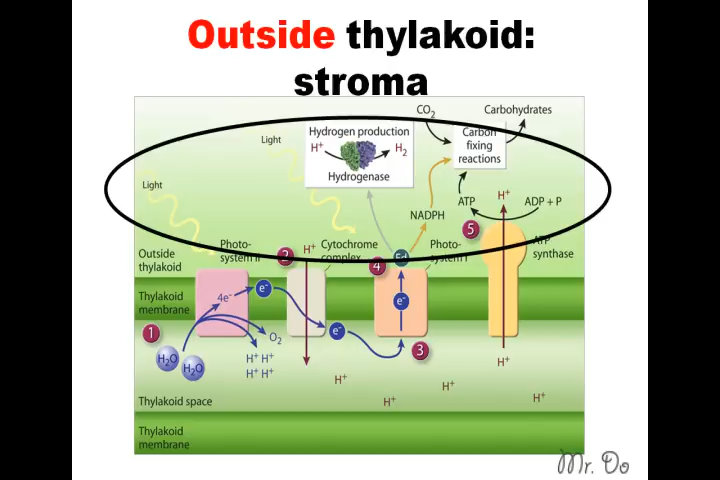 Outside thylakoid:
stroma
CO2
Carbohydrates
Light
Hydrogen production
H+
H2
Hydrogenase
Carbon
fixing
reactions
Light
NADPH
ATP
H+
ADP + P
5
Outside
thylakoid
Photo-
system II
2
H+
Cytochrome
complex
4
Fd
Photo-
system I
ATP
synthase
Thylakoid
membrane
4e-
e-
e-
1
H2O
H2O
O2
H+ H+
H+ H+
e-
3
H+
H+
H+
H+
H+
Thylakoid space
Thylakoid
membrane
Mr. Do